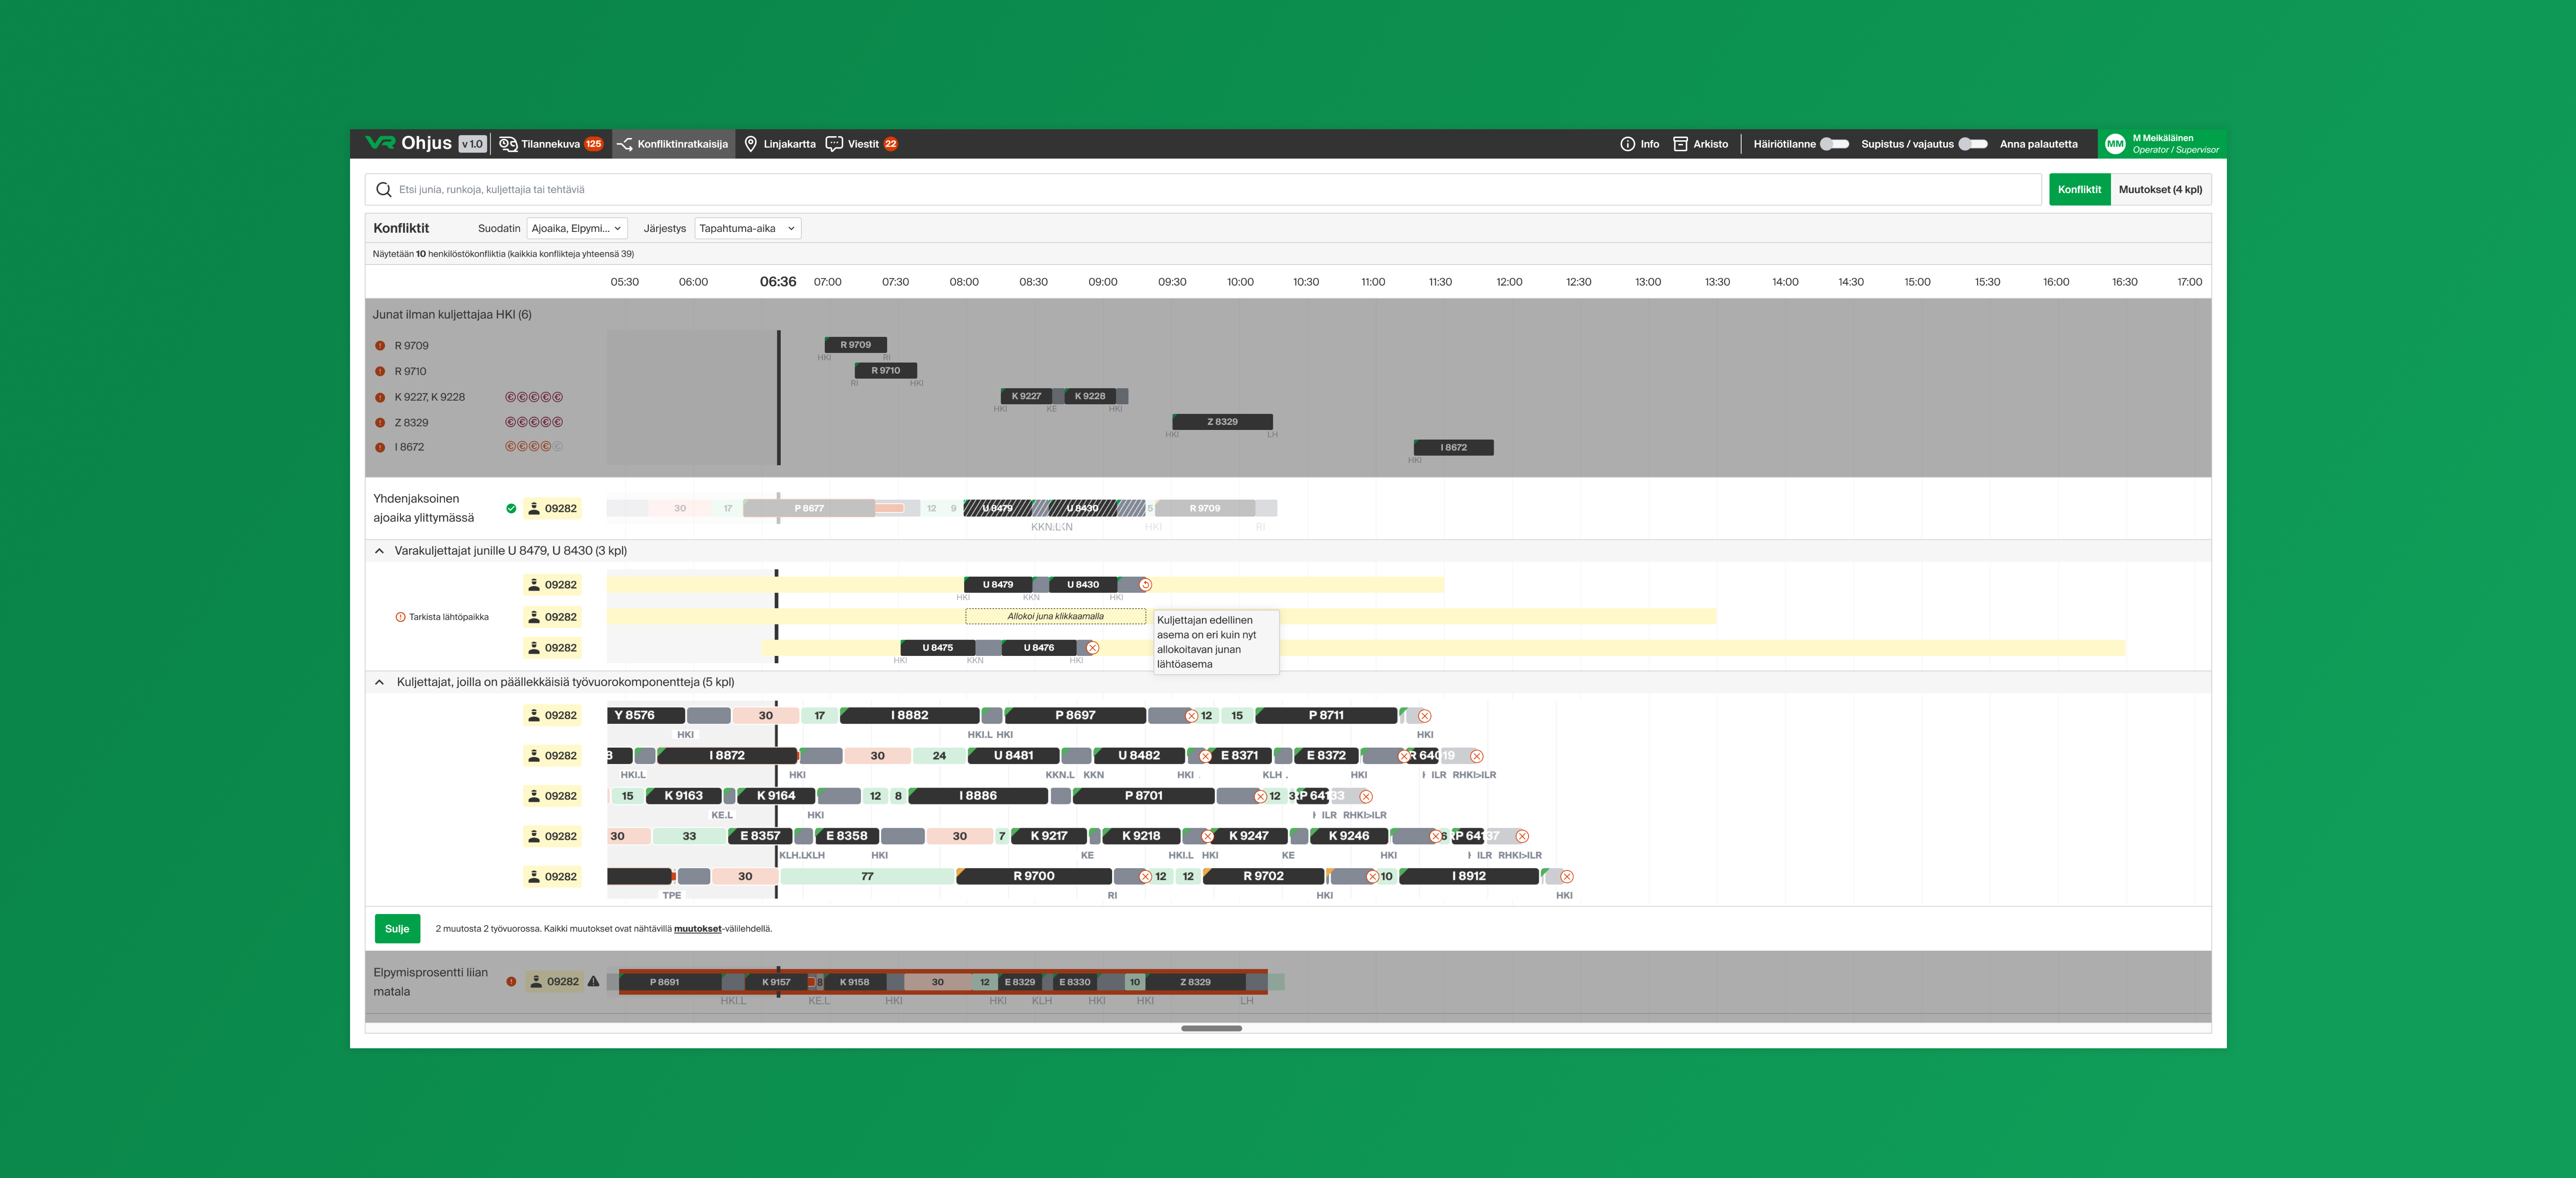 VR Ohjus v 1.0 Tilannekuva 125 Konfliktinratkaisija Linjakartta Viestit 22 Info Arkisto Häiriötilanne Supistus / vajautus Anna palautetta MM M Meikäläinen
Operator / Supervisor
Etsi junia, runkoja, kuljettajia tai tehtäviä Konfliktit Muutokset (4 kpl)
Konfliktit Suodatin Ajoaika, Elpymi... Järjestys Tapahtuma-aika
Näytetään 10 henkilöstökonfliktia (kaikkia konflikteja yhteensä 39)
05:30 06:00 06:36 07:00 07:30 08:00 08:30 09:00 09:30 10:00 10:30 11:00 11:30 12:00 12:30 13:00 13:30 14:00 14:30 15:00 15:30 16:00 16:30 17:00
Junat ilman kuljettajaa HKI (6)
R 9709 R 9709
HKI RI
R 9710 R 9710
RI HKI
K 9227, K 9228 €€€€€ K 9227 K 9228
HKI KE HKI
Z 8329 €€€€€ Z 8329
HKI LH
I 8672 €€€€€ I 8672
HKI
Yhdenjaksoinen
ajoaika ylittymässä 09282 30 17 P 8677 12 9 U 8479 U 8430 5 R 9709
KKN.L HKI RI
Varakuljettajat junille U 8479, U 8430 (3 kpl)
09282 U 8479 U 8430
HKI KKN HKI
Tarkista lähtöpaikka 09282 Allokoi juna klikkaamalla
Kuljettajan edellinen
asema on eri kuin nyt
allokoitavan junan
lähtöasema
09282 U 8475 U 8476
HKI KKN HKI
Kuljettajat, joilla on päällekkäisiä työvuorokomponentteja (5 kpl)
09282 Y 8576 30 17 I 8882 P 8697 12 15 P 8711
HKI HKI.L HKI HKI
09282 I 8872 30 24 U 8481 U 8482 E 8371 E 8372 R 64019
HKI.L HKI KKN.L KKN HKI KLH HKI ILR RHKI>ILR
09282 15 K 9163 K 9164 12 8 I 8886 P 8701 12 P 64133
KE.L HKI ILR RHKI>ILR
09282 30 33 E 8357 E 8358 30 7 K 9217 K 9218 K 9247 K 9246 6 P 64137
KLH.L KLH HKI KE HKI.L HKI KE HKI ILR RHKI>ILR
09282 30 77 R 9700 12 12 R 9702 10 I 8912
TPE RI HKI HKI
Sulje 2 muutosta 2 työvuorossa. Kaikki muutokset ovat nähtävillä muutokset-välilehdellä.
Elpymisprosentti liian
matala 09282 P 8691 K 9157 8 K 9158 30 12 E 8329 E 8330 10 Z 8329
HKI.L KE.L HKI HKI KLH HKI HKI LH